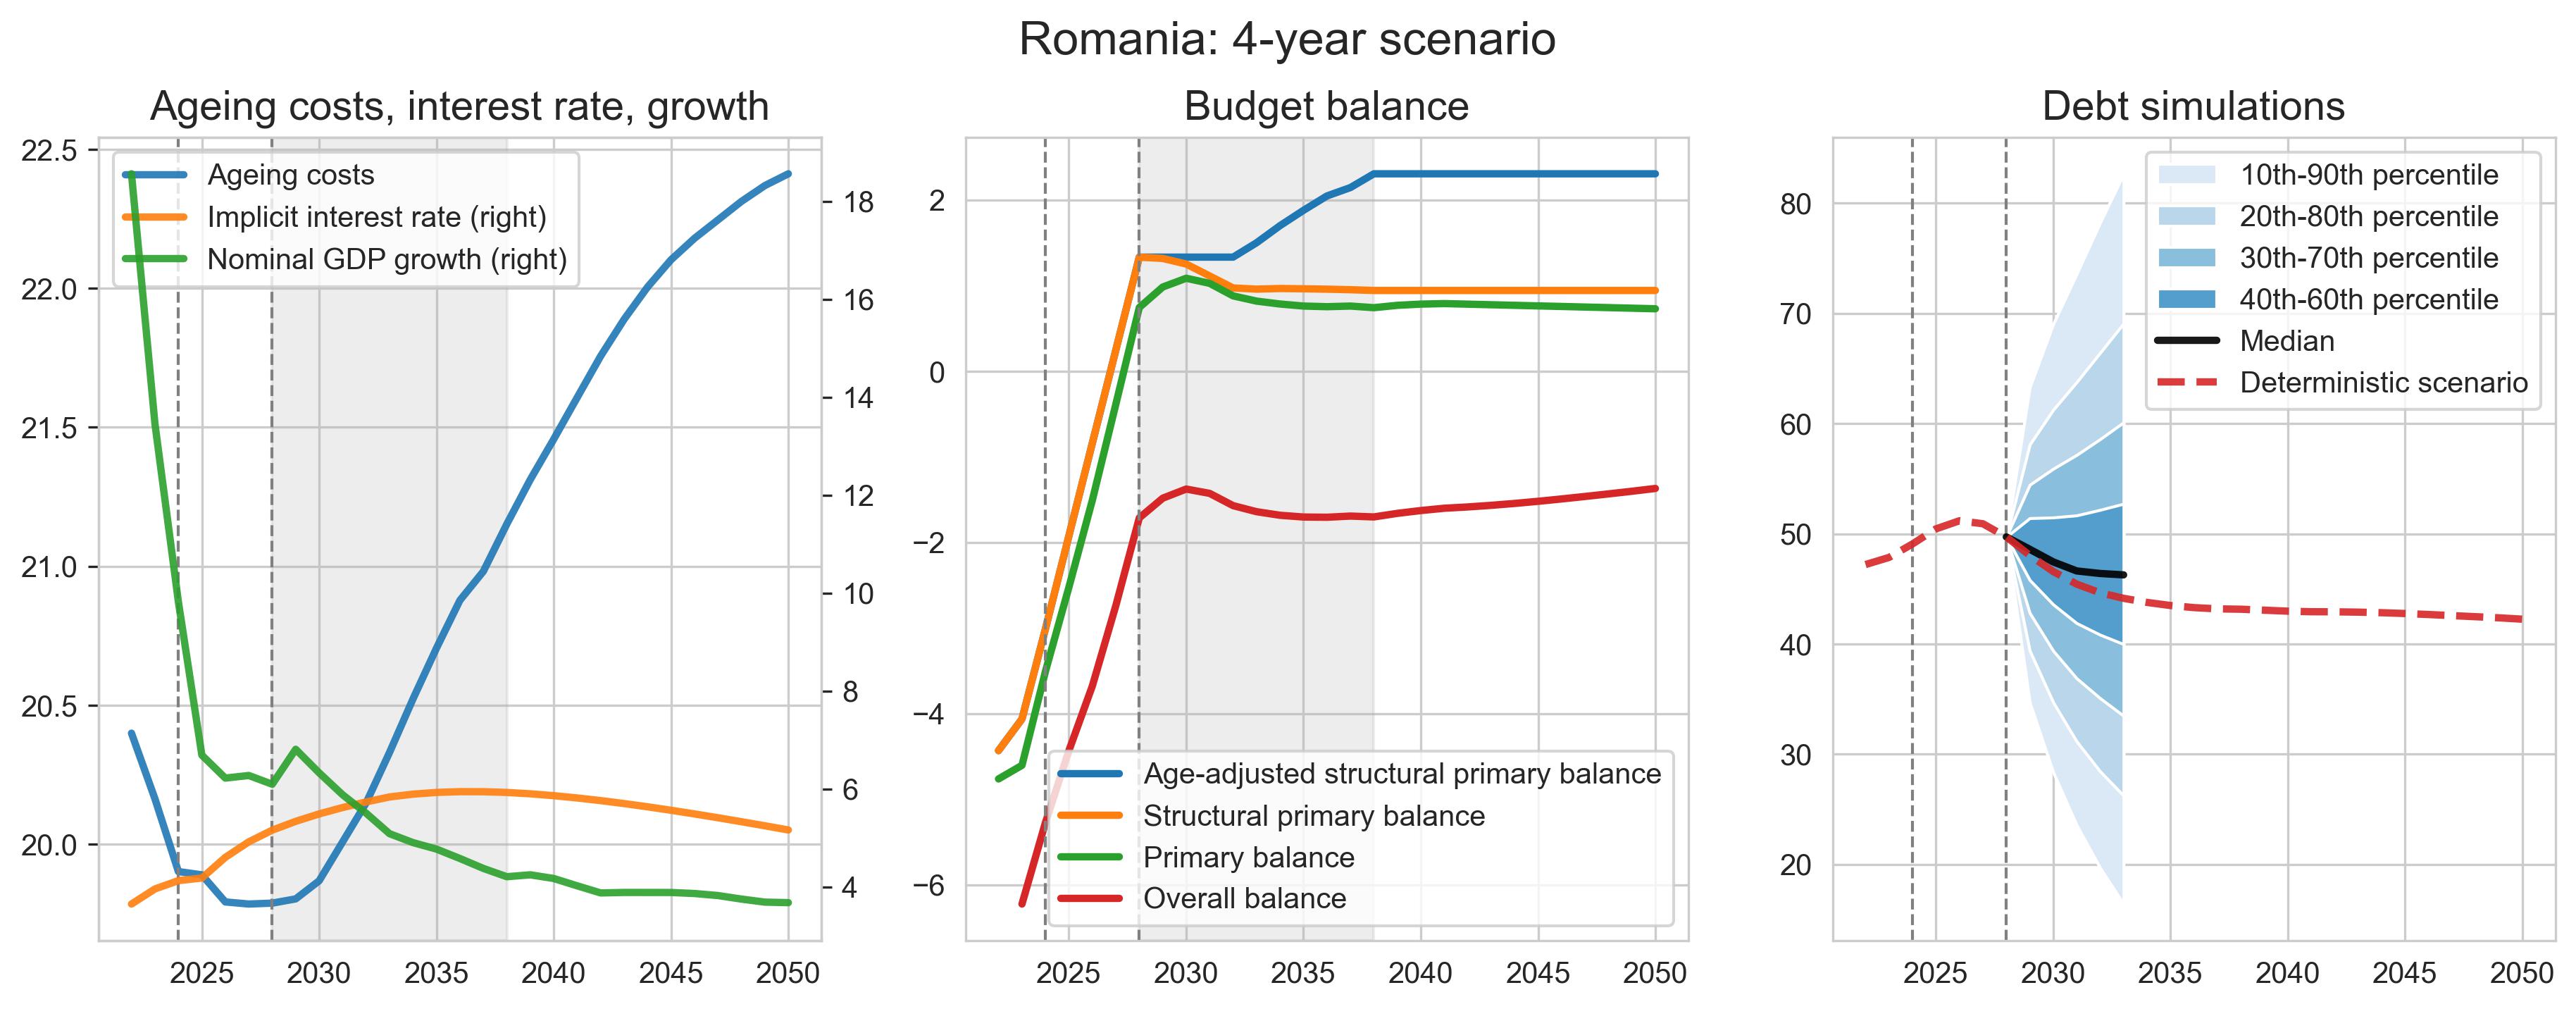 Romania: 4-year scenario
Ageing costs, interest rate, growth
22.5
22.0
21.5
21.0
20.5
20.0
Ageing costs
Implicit interest rate (right)
Nominal GDP growth (right)
18
16
14
12
10
8
6
4
2025 2030 2035 2040 2045 2050
Budget balance
2
0
−2
−4
−6
Age-adjusted structural primary balance
Structural primary balance
Primary balance
Overall balance
2025 2030 2035 2040 2045 2050
Debt simulations
80
70
60
50
40
30
20
10th-90th percentile
20th-80th percentile
30th-70th percentile
40th-60th percentile
Median
Deterministic scenario
2025 2030 2035 2040 2045 2050